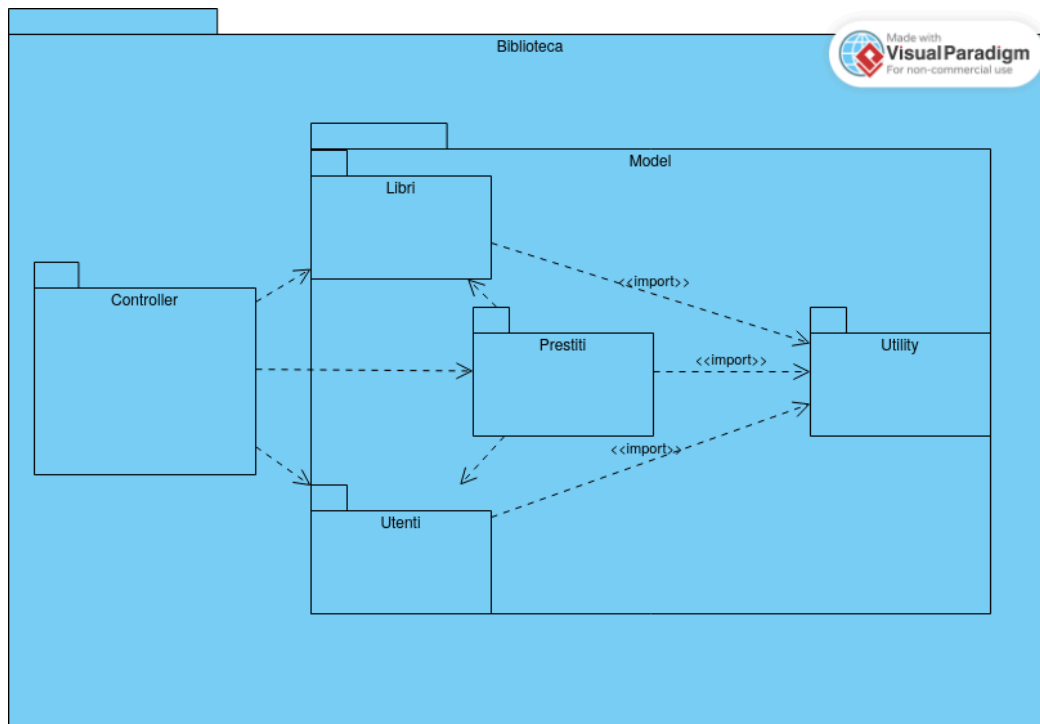 Biblioteca
Made with
Visual Paradigm
For non-commercial use
Model
Libri
<<import>>
Controller
Prestiti
<<import>>
Utility
<<import>>
Utenti